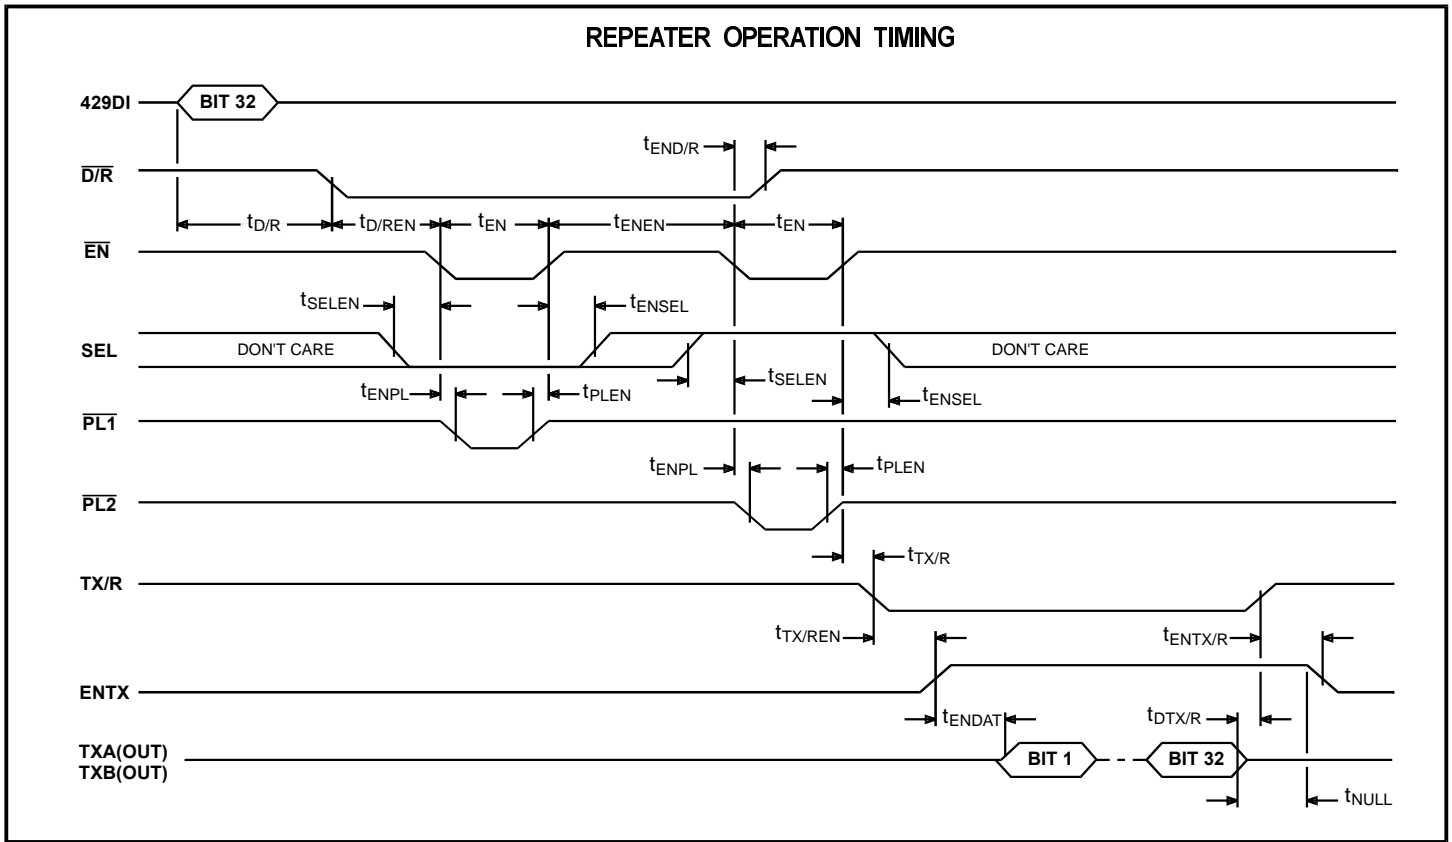 REPEATER OPERATION TIMING
429DI BIT 32
tEND/R
D/R
tD/R tD/REN tEN tENEN tEN
EN
tSELEN tENSEL
SEL DON'T CARE DON'T CARE
tSELEN
tENPL tPLEN tENSEL
PL1
tENPL tPLEN
PL2
tTX/R
TX/R
tTX/REN tENTX/R
ENTX
tENDAT tDTX/R
TXA(OUT)
TXB(OUT) BIT 1 BIT 32
tNULL